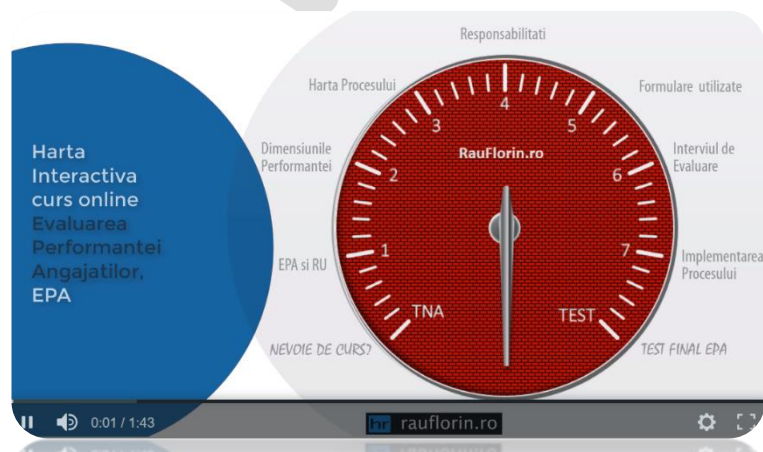 Harta
Interactiva
curs online
Evaluarea
Performantei
Angajatilor,
EPA
Responsabilitati
Harta Procesului
Formulare utilizate
Dimensiunile
Performantei
Interviul de
Evaluare
EPA si RU
Implementarea
Procesului
NEVOIE DE CURS?
TEST FINAL EPA
4
3
5
RauFlorin.ro
2
6
1
7
TNA
TEST
0:01 / 1:43
hr rauflorin.ro